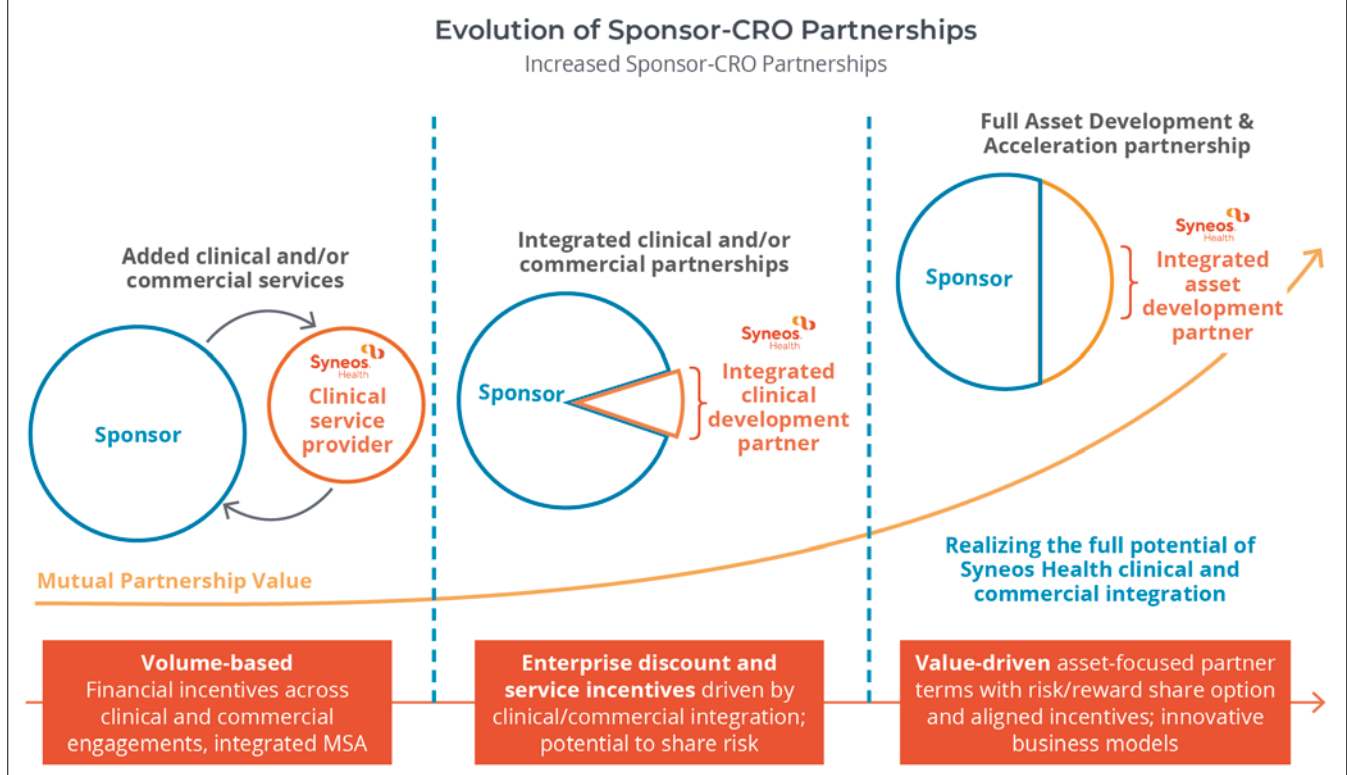 Evolution of Sponsor-CRO Partnerships
Increased Sponsor-CRO Partnerships
Added clinical and/or
commercial services
Sponsor
Syneos
Health
Clinical
service
provider
Integrated clinical and/or
commercial partnerships
Sponsor
Syneos.
Health
Integrated
clinical
development
partner
Full Asset Development &
Acceleration partnership
Sponsor
Syneos.
Health
Integrated
asset
development
partner
Mutual Partnership Value
Realizing the full potential of
Syneos Health clinical and
commercial integration
Volume-based
Financial incentives across
clinical and commercial
engagements, integrated MSA
Enterprise discount and
service incentives driven by
clinical/commercial integration;
potential to share risk
Value-driven asset-focused partner
terms with risk/reward share option
and aligned incentives; innovative
business models